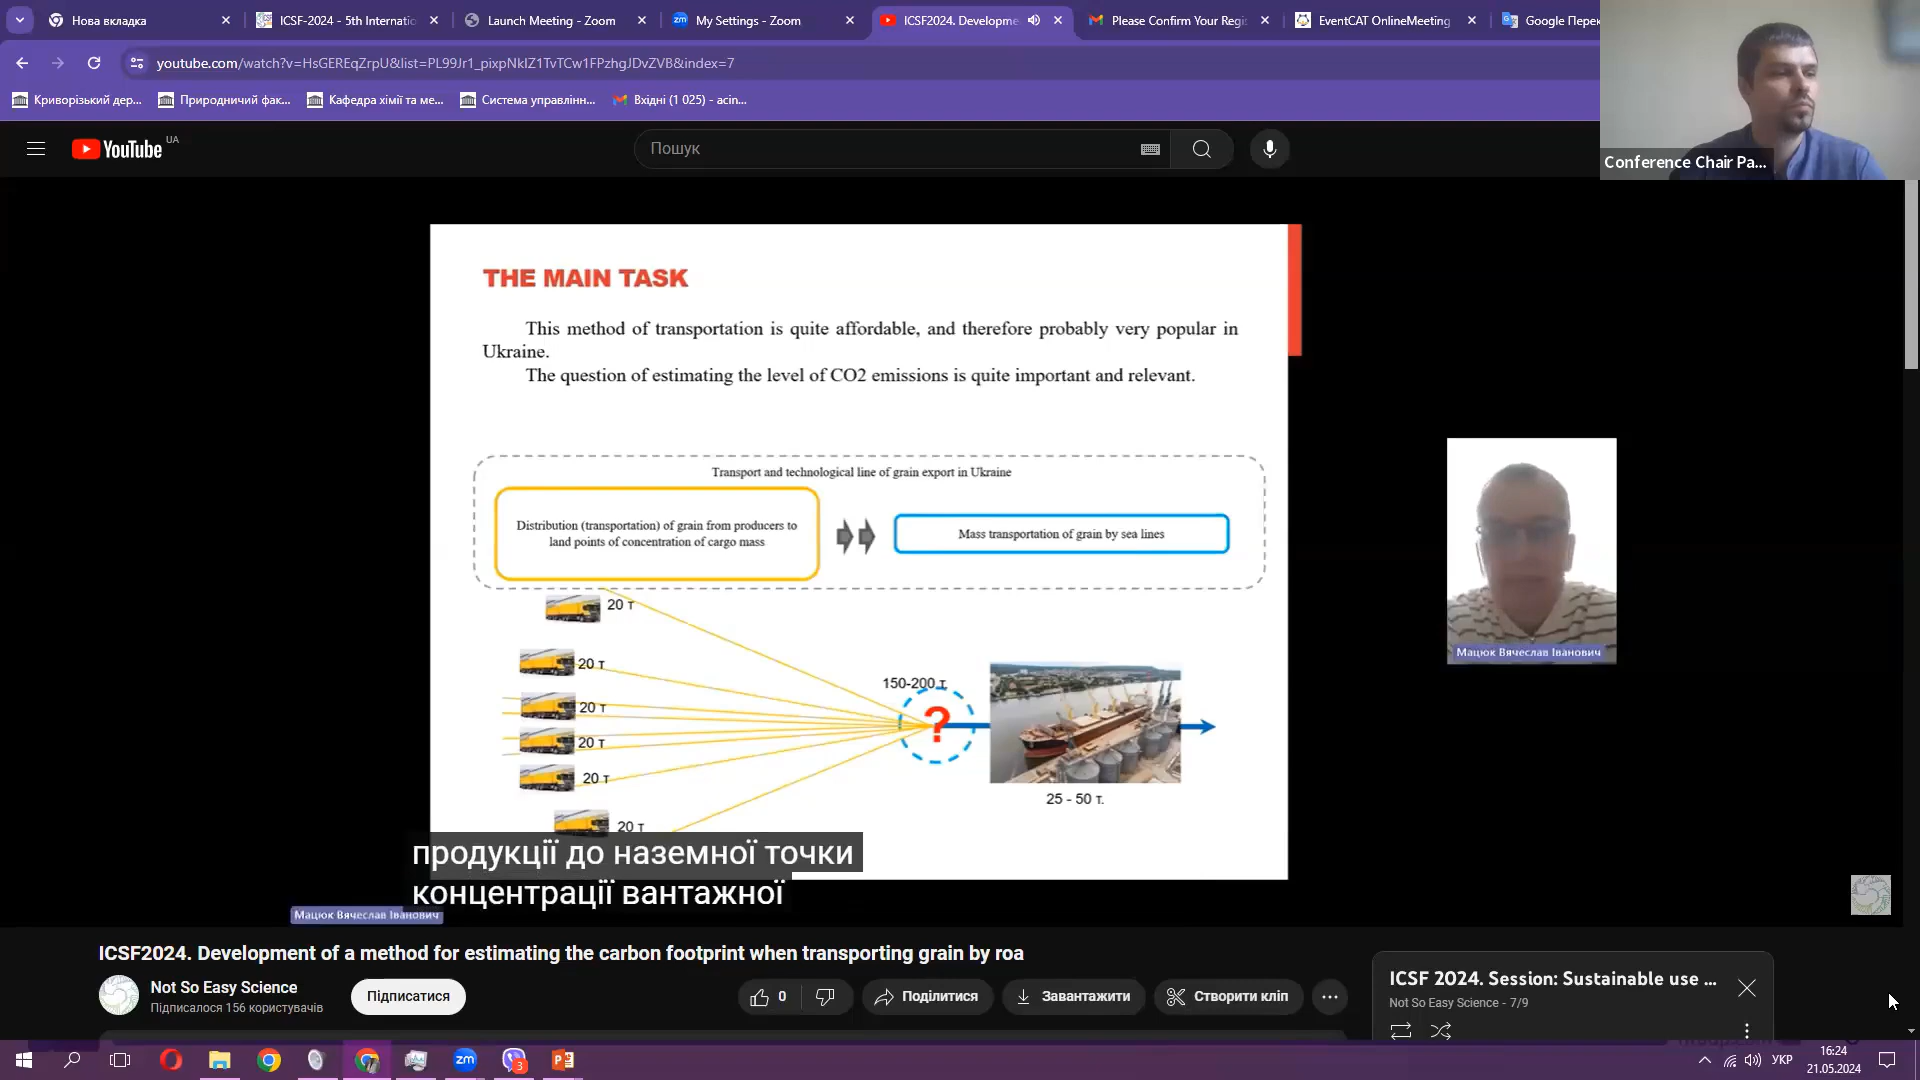 Нова вкладка
ICSF-2024 - 5th Internatio
Launch Meeting - Zoom
zm My Settings - Zoom
ICSF2024. Developme
Please Confirm Your Regi
EventCAT OnlineMeeting
Google Перек
youtube.com/watch?v=HsGEREqZrpU&list=PL99Jr1_pixpNkIZ1TvTCw1FPzhgJDvZVB&index=7
Криворізький дер...
Природничий фак...
Кафедра хімії та ме...
Система управлінн...
Вхідні (1 025) - acin...
Conference Chair Pa...
YouTube UA
Пошук
THE MAIN TASK
This method of transportation is quite affordable, and therefore probably very popular in
Ukraine.
The question of estimating the level of CO2 emissions is quite important and relevant.
Transport and technological line of grain export in Ukraine
Distribution (transportation) of grain from producers to
land points of concentration of cargo mass
Mass transportation of grain by sea lines
20 т
20 т
20 т
20 т
20 т
20 т
150-200 т.
?
25 - 50 т.
Мацюк Вячеслав Іванович
продукції до наземної точки
концентрації вантажної
Мацюк Вячеслав Іванович
ICSF2024. Development of a method for estimating the carbon footprint when transporting grain by roa
Not So Easy Science
Підписалося 156 користувачів
Підписатися
0
Поділитися
Завантажити
Створити кліп
ICSF 2024. Session: Sustainable use ...
Not So Easy Science - 7/9
zm
3
P
УКР
16:24
21.05.2024